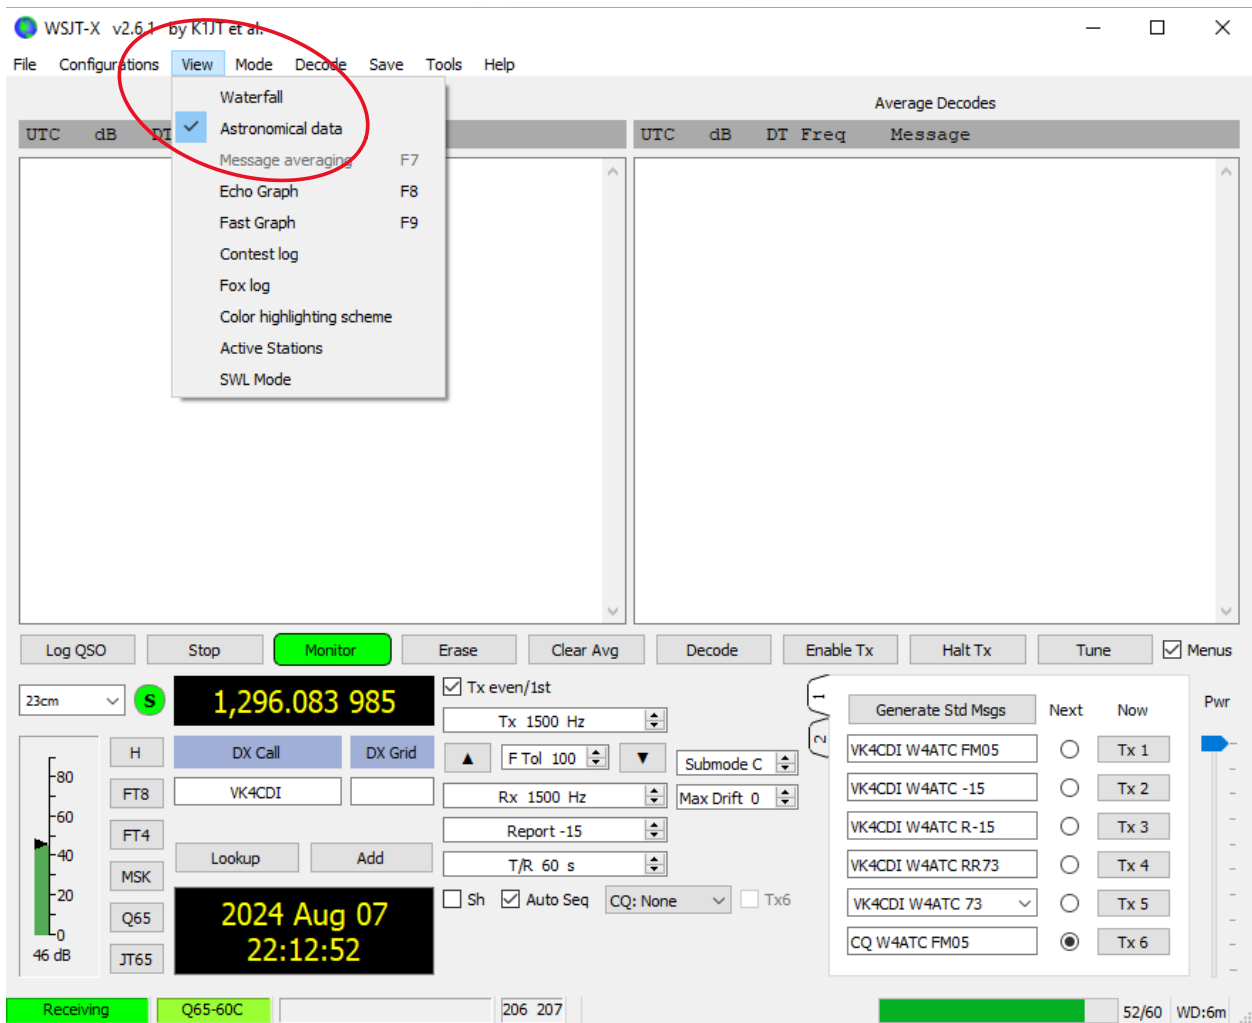 WSJT-X v2.6.1 by K1JT et al.
File Configurations View Mode Decode Save Tools Help
Waterfall
Astronomical data
Message averaging F7
Echo Graph F8
Fast Graph F9
Contest log
Fox log
Color highlighting scheme
Active Stations
SWL Mode
UTC dB DT
Average Decodes
UTC dB DT Freq Message
Log QSO Stop Monitor Erase Clear Avg Decode Enable Tx Halt Tx Tune Menus
23cm S 1,296.083 985
Tx even/1st
Tx 1500 Hz
F Tol 100
Submode C
Rx 1500 Hz
Max Drift 0
Report -15
T/R 60 s
Sh Auto Seq CQ: None Tx6
H
FT8
FT4
MSK
Q65
JT65
DX Call DX Grid
VK4CDI
Lookup Add
2024 Aug 07
22:12:52
80
60
40
20
0
46 dB
1
2
Generate Std Msgs Next Now
VK4CDI W4ATC FM05 Tx 1
VK4CDI W4ATC -15 Tx 2
VK4CDI W4ATC R-15 Tx 3
VK4CDI W4ATC RR73 Tx 4
VK4CDI W4ATC 73 Tx 5
CQ W4ATC FM05 Tx 6
Pwr
Receiving Q65-60C 206 207 52/60 WD:6m